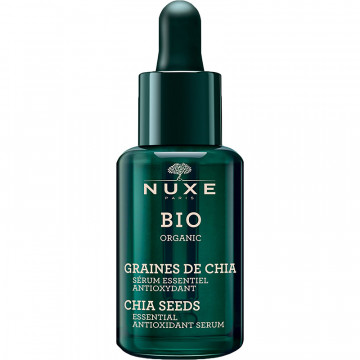 NUXE
PARIS
BIO
ORGANIC
GRAINES DE CHIA
SÉRUM ESSENTIEL
ANTIOXYDANT
CHIA SEEDS
ESSENTIAL
ANTIOXIDANT SERUM